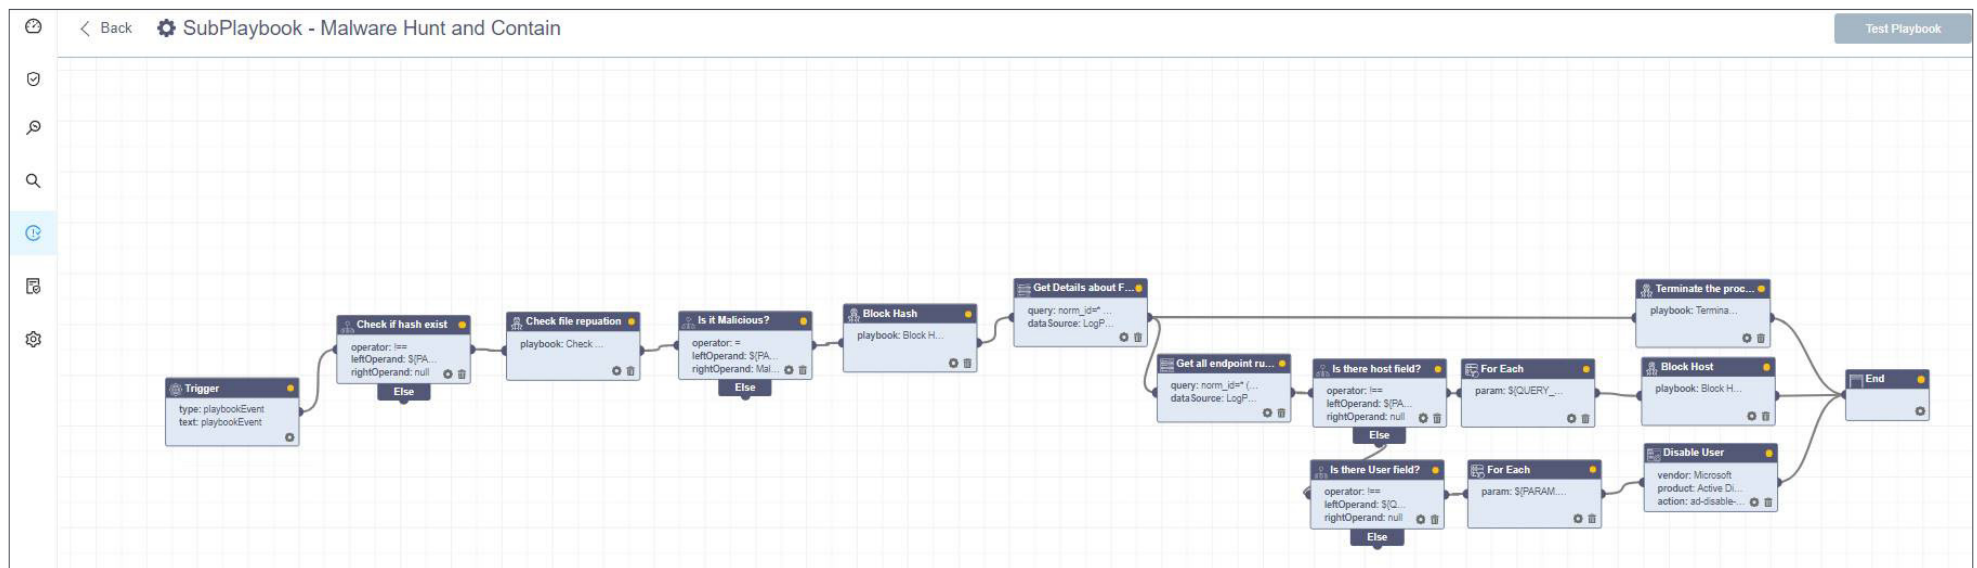 Back
SubPlaybook - Malware Hunt and Contain
Test Playbook
Trigger
type: playbookEvent
text: playbookEvent
Check if hash exist
operator: !==
leftOperand: ${PA...
rightOperand: null
Else
Check file repuation
playbook: Check ...
Is it Malicious?
operator: =
leftOperand: ${PA...
rightOperand: Mal...
Else
Block Hash
playbook: Block H...
Get Details about F...
query: norm_id=* ...
dataSource: LogP...
Get all endpoint ru...
query: norm_id=* (...
dataSource: LogP...
Is there host field?
operator: !==
leftOperand: ${PA...
rightOperand: null
Else
For Each
param: ${QUERY_...
Is there User field?
operator: !==
leftOperand: ${Q...
rightOperand: null
Else
For Each
param: ${PARAM....
Terminate the proc...
playbook: Termina...
Block Host
playbook: Block H...
Disable User
vendor: Microsoft
product: Active Di...
action: ad-disable-...
End